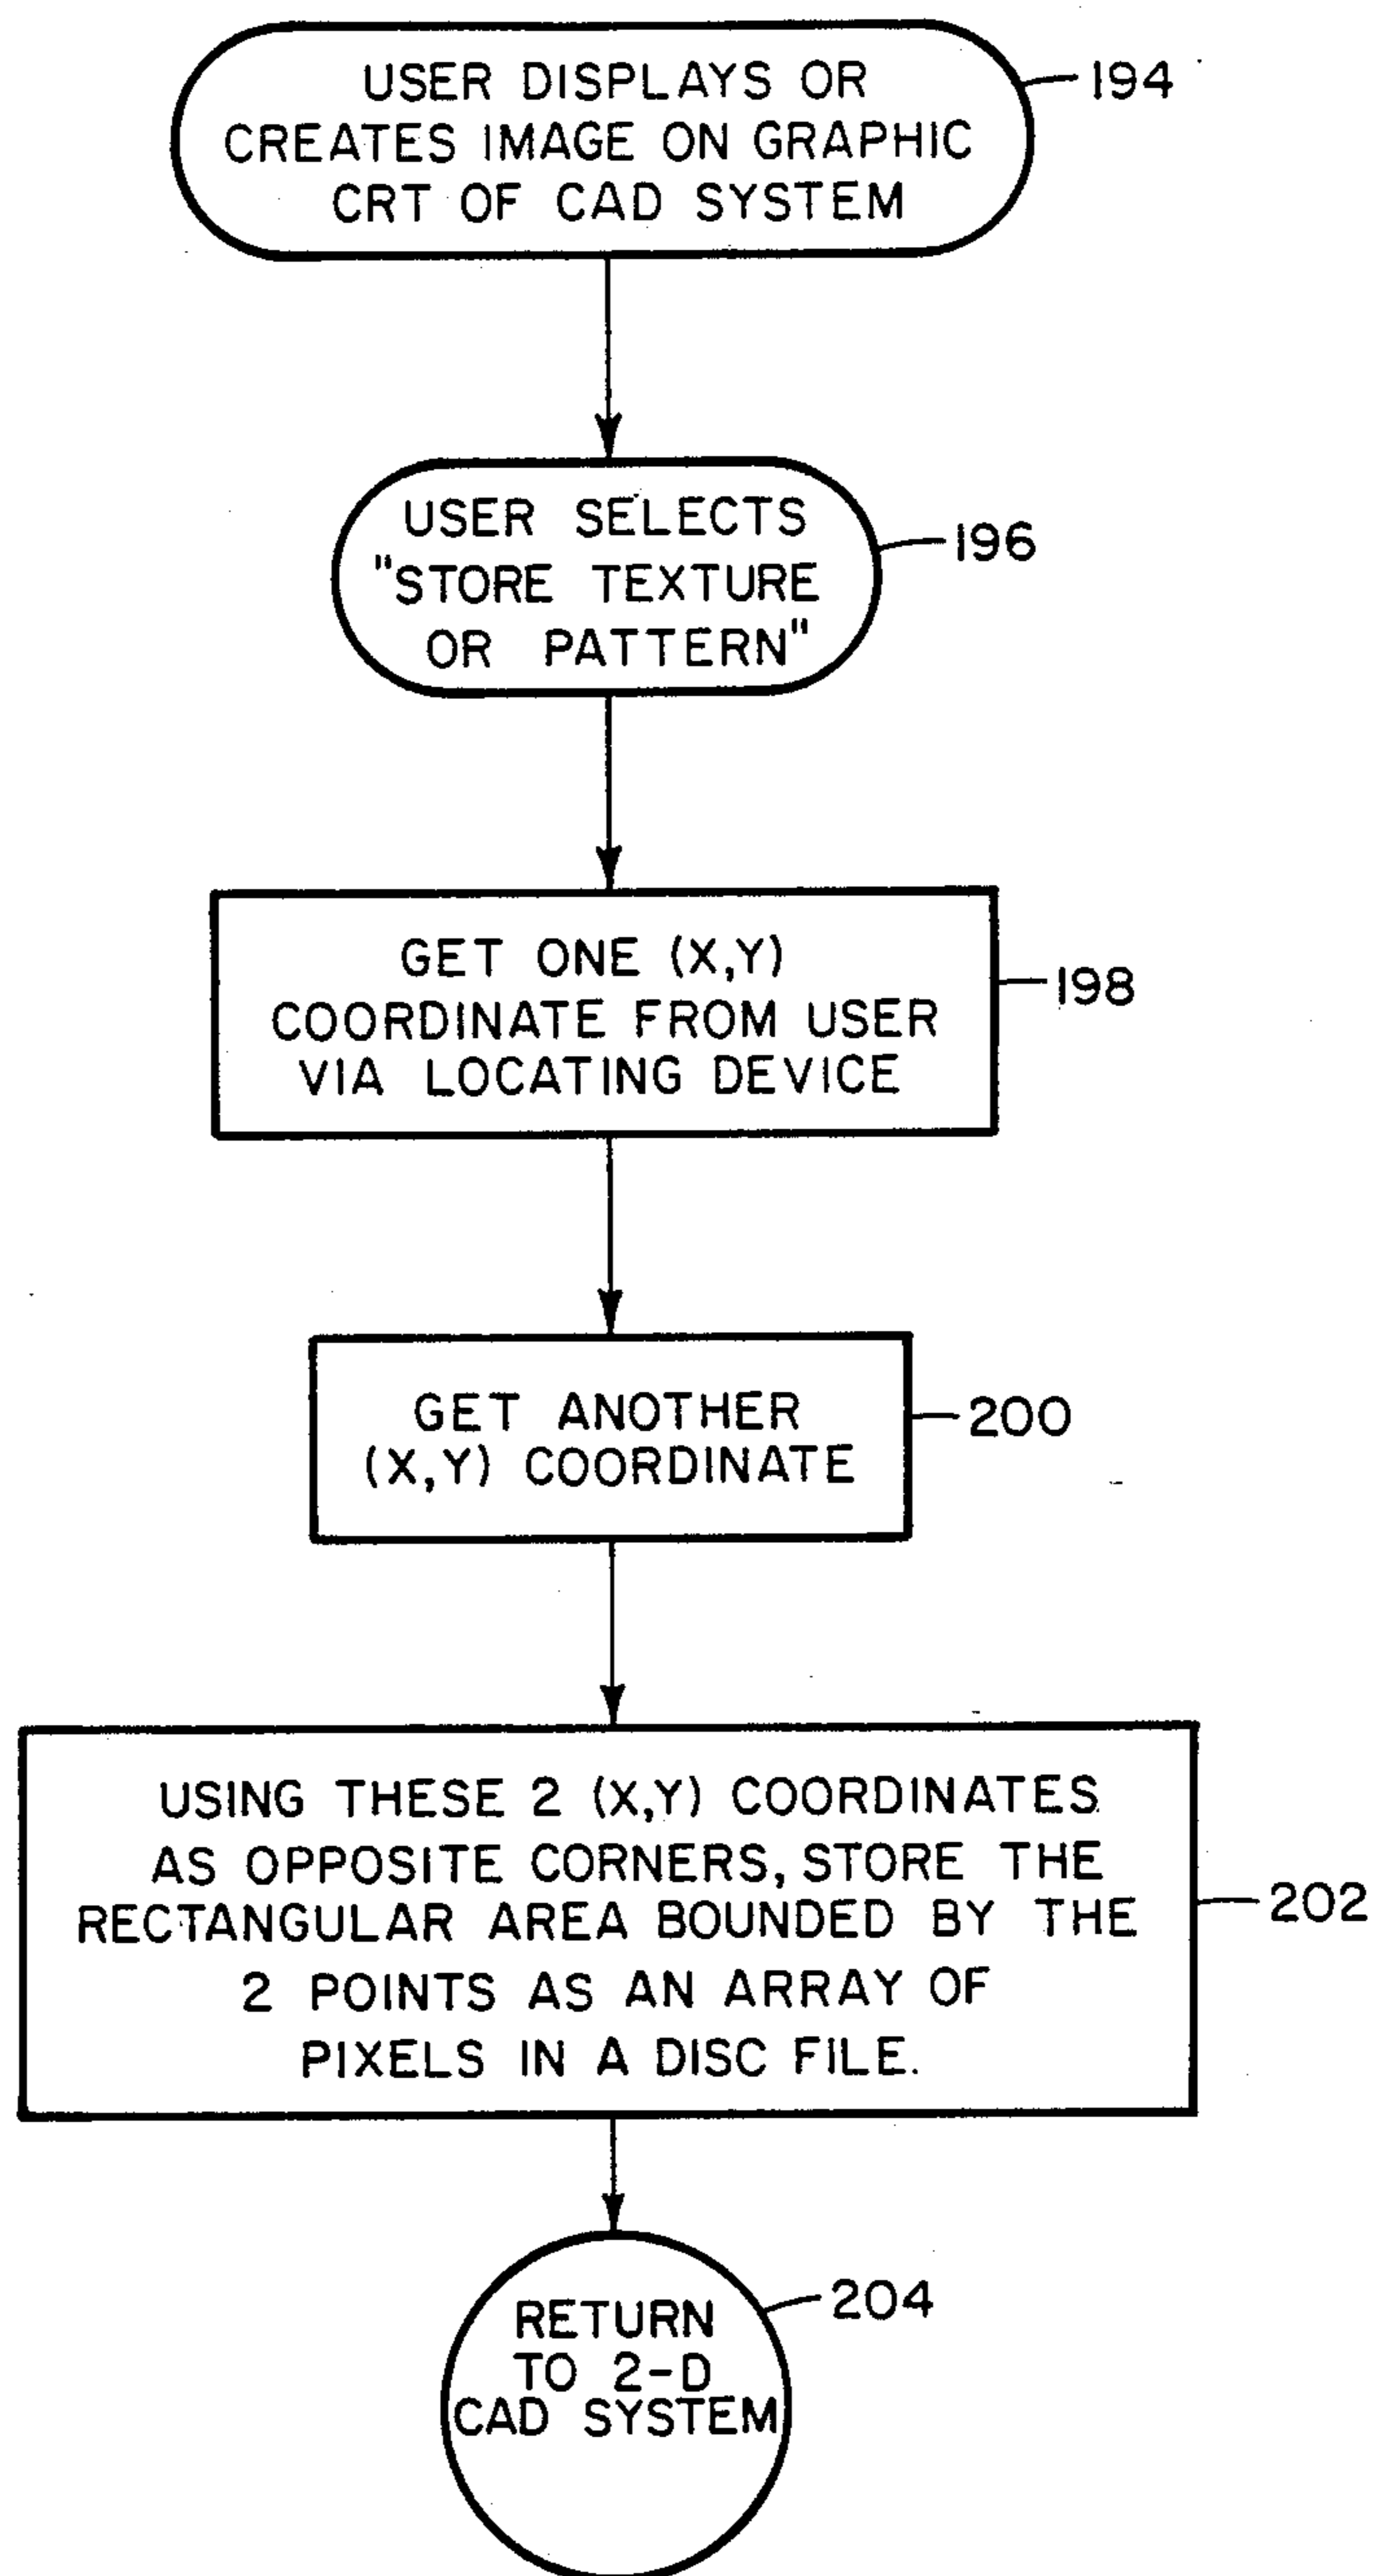 USER DISPLAYS OR
CREATES IMAGE ON GRAPHIC
CRT OF CAD SYSTEM
194
USER SELECTS
"STORE TEXTURE
OR PATTERN"
196
GET ONE (X,Y)
COORDINATE FROM USER
VIA LOCATING DEVICE
198
GET ANOTHER
(X,Y) COORDINATE
200
USING THESE 2 (X,Y) COORDINATES
AS OPPOSITE CORNERS, STORE THE
RECTANGULAR AREA BOUNDED BY THE
2 POINTS AS AN ARRAY OF
PIXELS IN A DISC FILE.
202
RETURN
TO 2-D
CAD SYSTEM
204